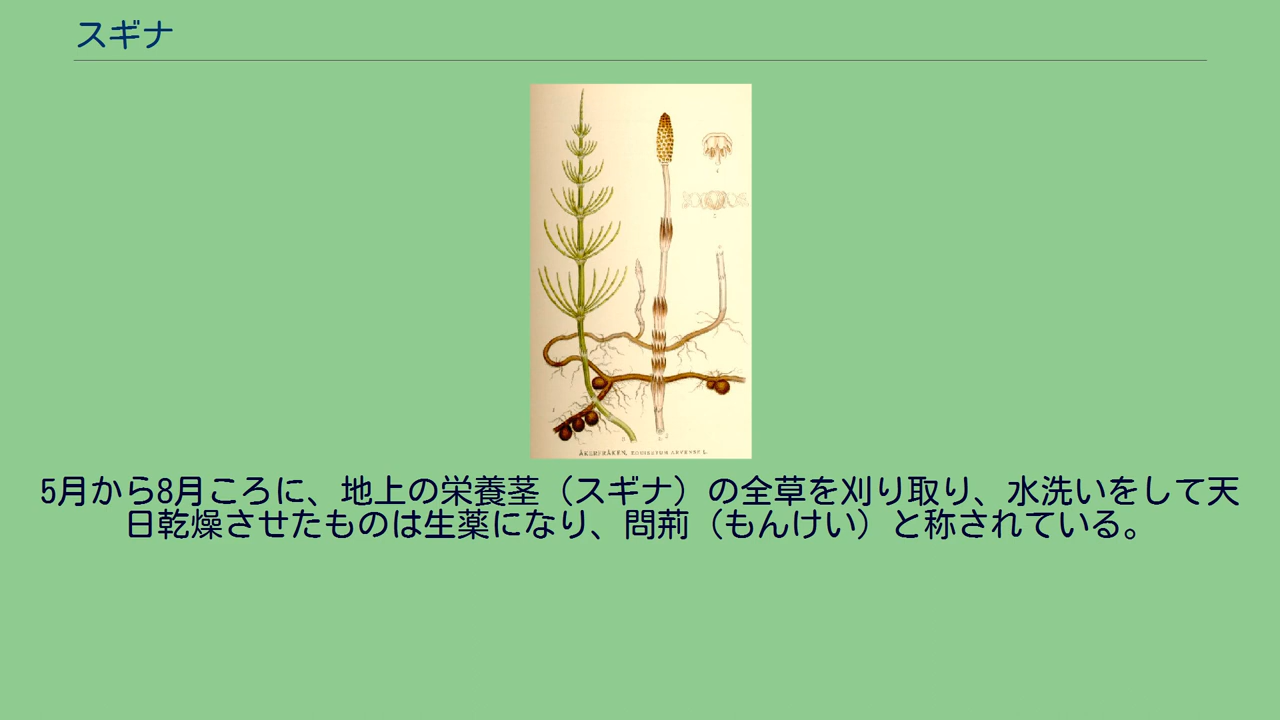 スギナ
ÅKERFRÄKEN, EQUISETUM ARVENSE L.
5月から8月ころに、地上の栄養茎（スギナ）の全草を刈り取り、水洗いをして天
日乾燥させたものは生薬になり、問荊（もんけい）と称されている。